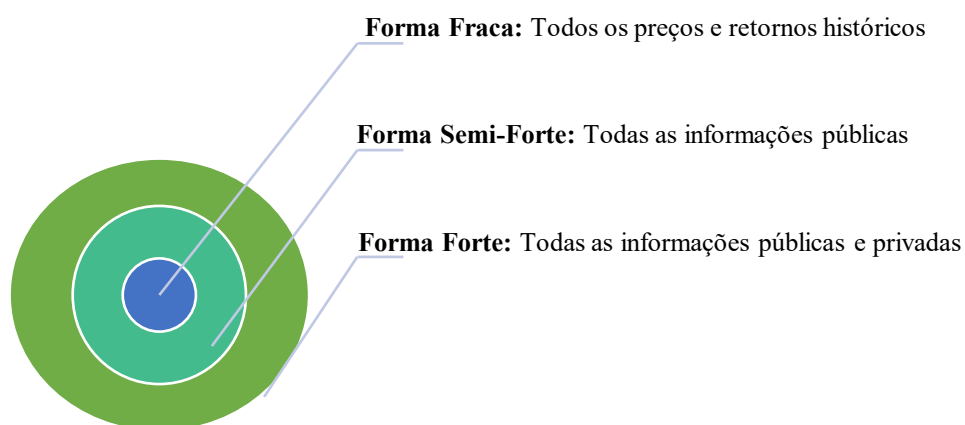 Forma Fraca: Todos os preços e retornos históricos
Forma Semi-Forte: Todas as informações públicas
Forma Forte: Todas as informações públicas e privadas